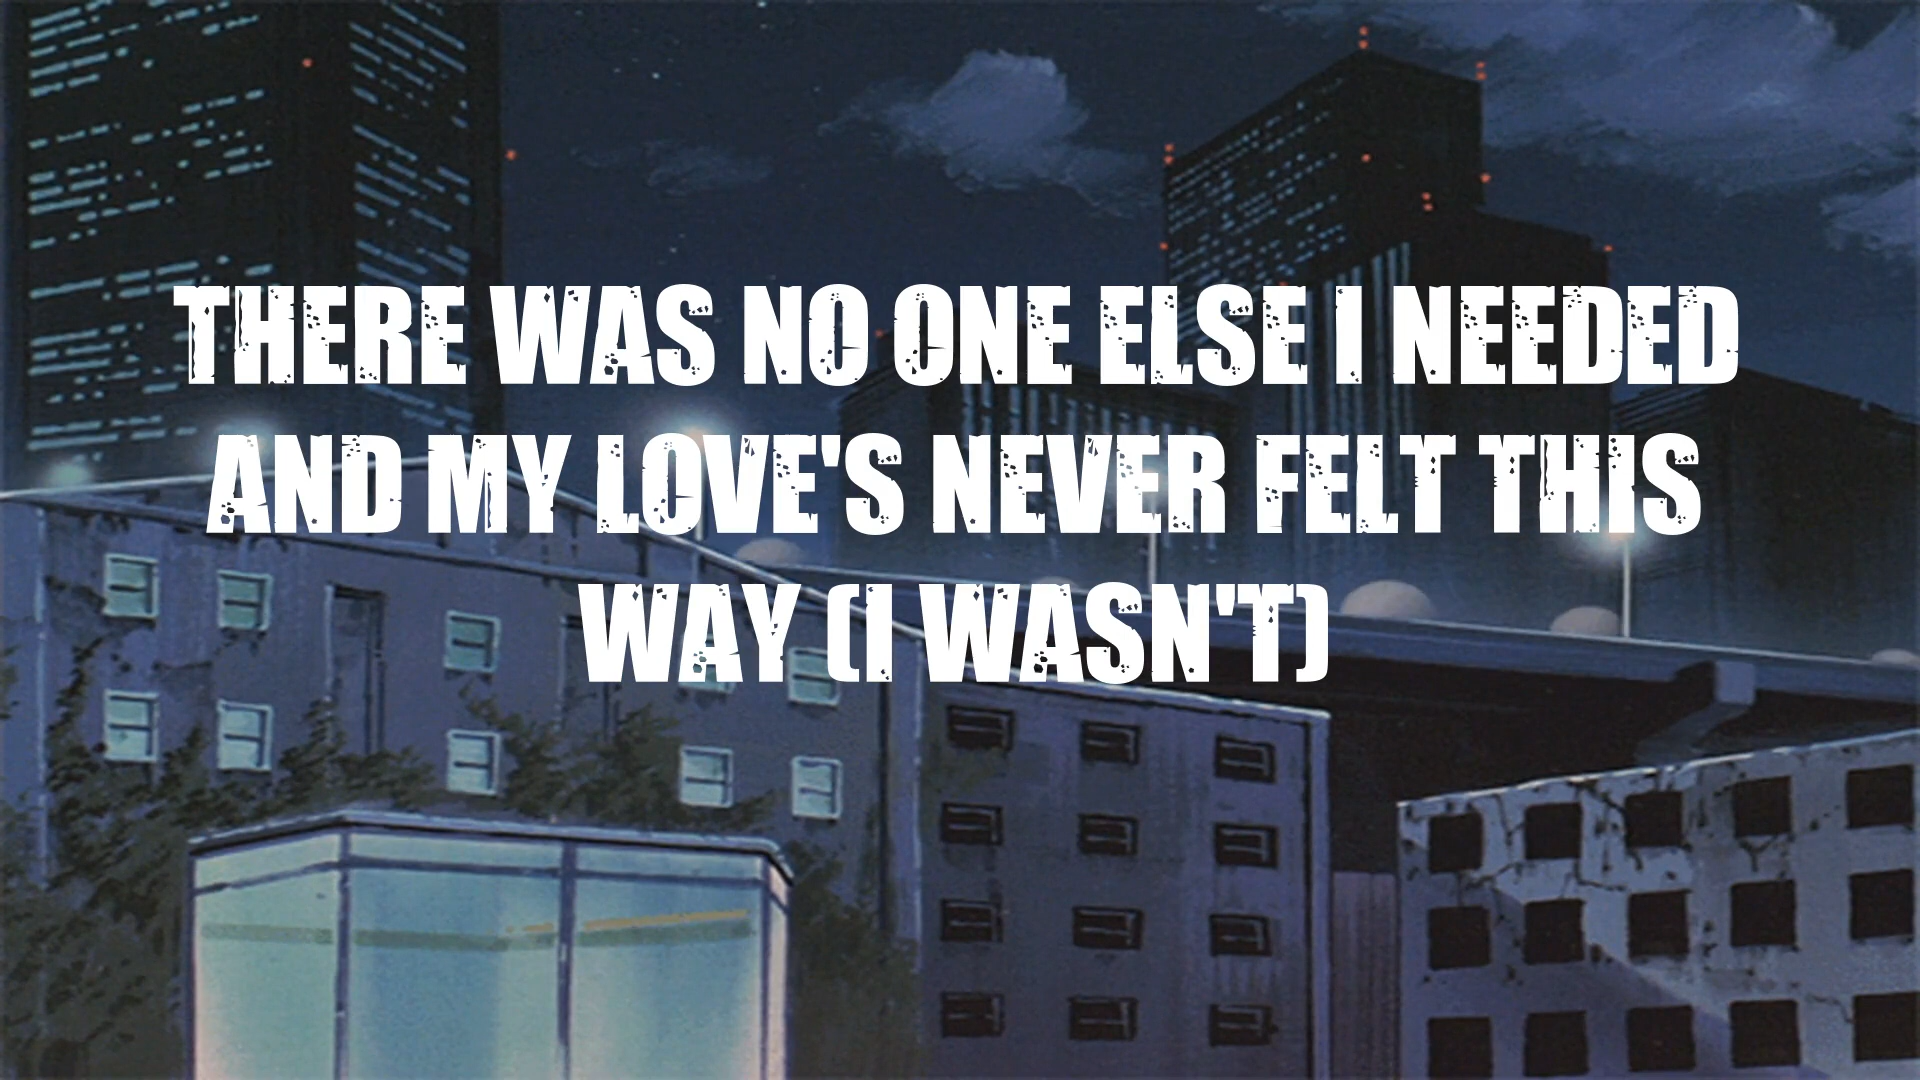 THERE WAS NO ONE ELSE I NEEDED
AND MY LOVE'S NEVER FELT THIS
WAY (I WASN'T)